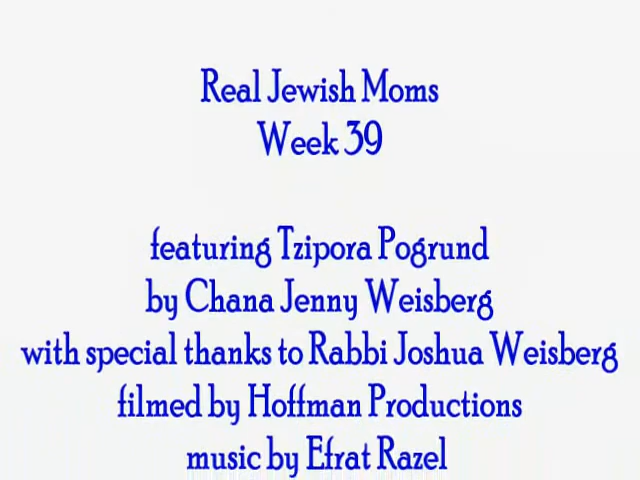 Real Jewish Moms
Week 39
featuring Tzipora Pogrund
by Chana Jenny Weisberg
with special thanks to Rabbi Joshua Weisberg
filmed by Hoffman Productions
music by Efrat Razel